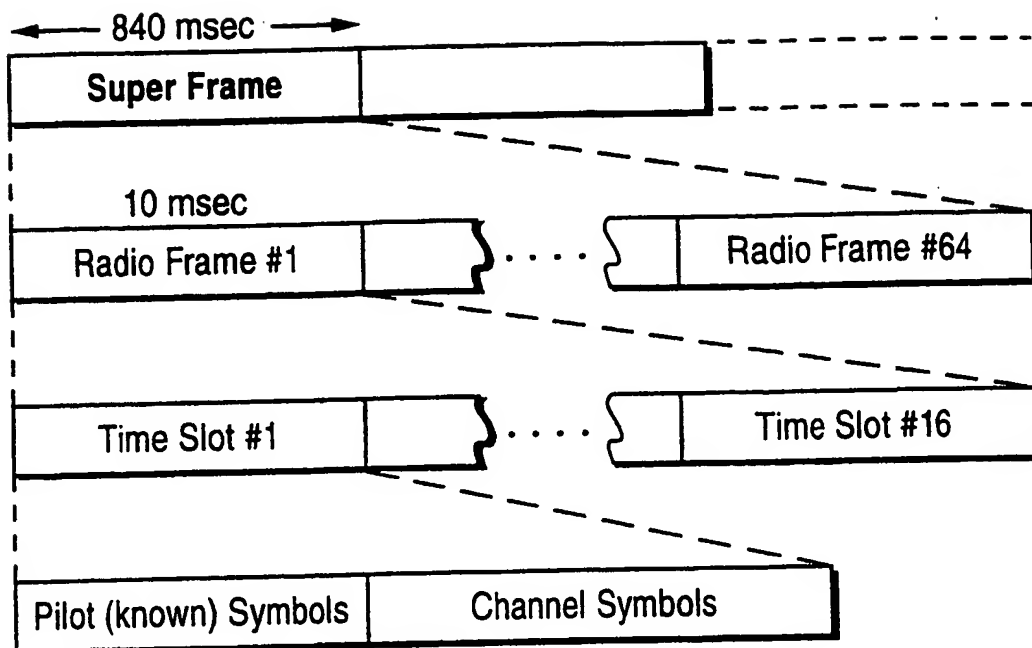 840 msec
Super Frame
10 msec
Radio Frame #1
Radio Frame #64
Time Slot #1
Time Slot #16
Pilot (known) Symbols
Channel Symbols